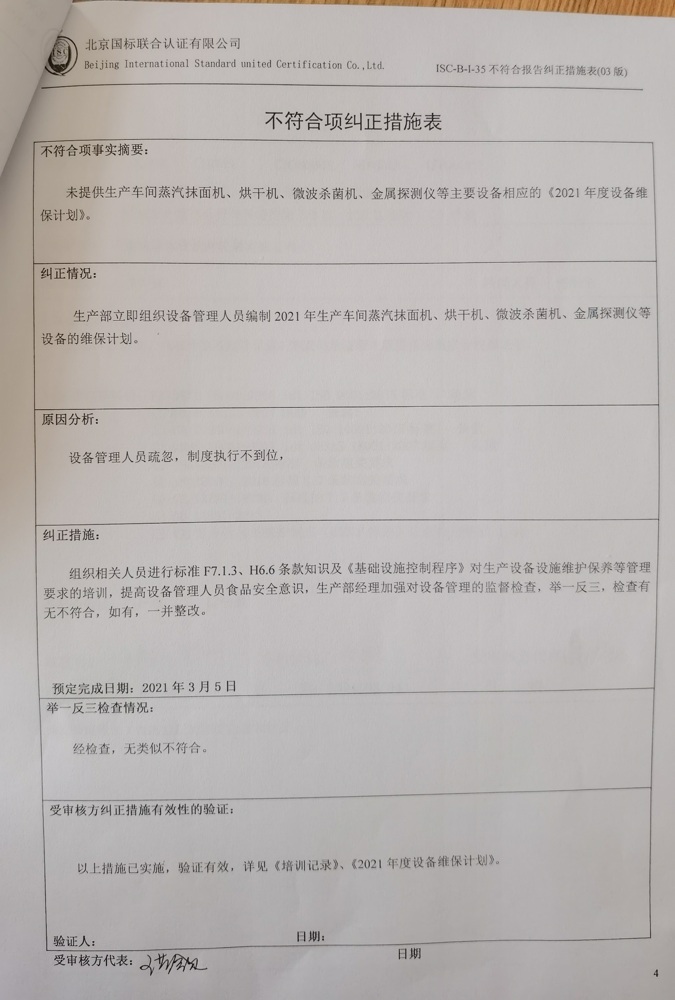 ISC
北京国标联合认证有限公司
Beijing International Standard united Certification Co.,Ltd.
ISC-B-I-35 不符合报告纠正措施表(03 版)
不符合项纠正措施表
不符合项事实摘要：
未提供生产车间蒸汽抹面机、烘干机、微波杀菌机、金属探测仪等主要设备相应的《2021 年度设备维
保计划》。
纠正情况：
生产部立即组织设备管理人员编制 2021 年生产车间蒸汽抹面机、烘干机、微波杀菌机、金属探测仪等
设备的维保计划。
原因分析：
设备管理人员疏忽，制度执行不到位，
纠正措施：
组织相关人员进行标准 F7.1.3、H6.6 条款知识及《基础设施控制程序》对生产设备设施维护保养等管理
要求的培训，提高设备管理人员食品安全意识，生产部经理加强对设备管理的监督检查，举一反三，检查有
无不符合，如有，一并整改。
预定完成日期：2021 年 3 月 5 日
举一反三检查情况：
经检查，无类似不符合。
受审核方纠正措施有效性的验证：
以上措施已实施，验证有效，详见《培训记录》、《2021 年度设备维保计划》。
验证人： 日期：
受审核方代表： 日期
4